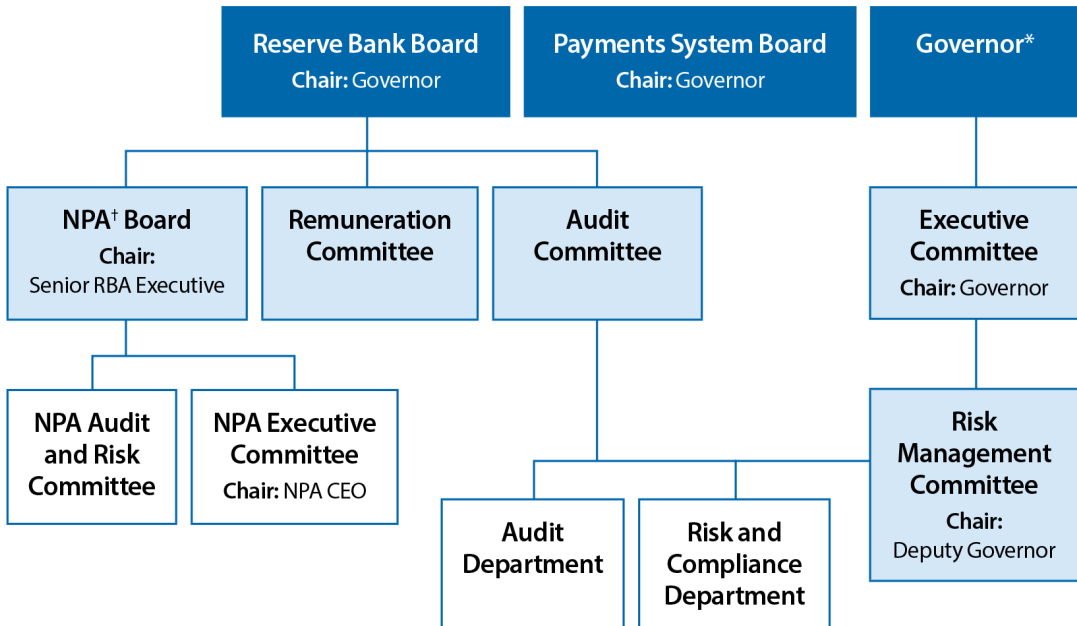 Reserve Bank Board
Chair: Governor
Payments System Board
Chair: Governor
Governor*
NPA† Board
Chair:
Senior RBA Executive
Remuneration
Committee
Audit
Committee
Executive
Committee
Chair: Governor
NPA Audit
and Risk
Committee
NPA Executive
Committee
Chair: NPA CEO
Risk
Management
Committee
Chair:
Deputy Governor
Audit
Department
Risk and
Compliance
Department